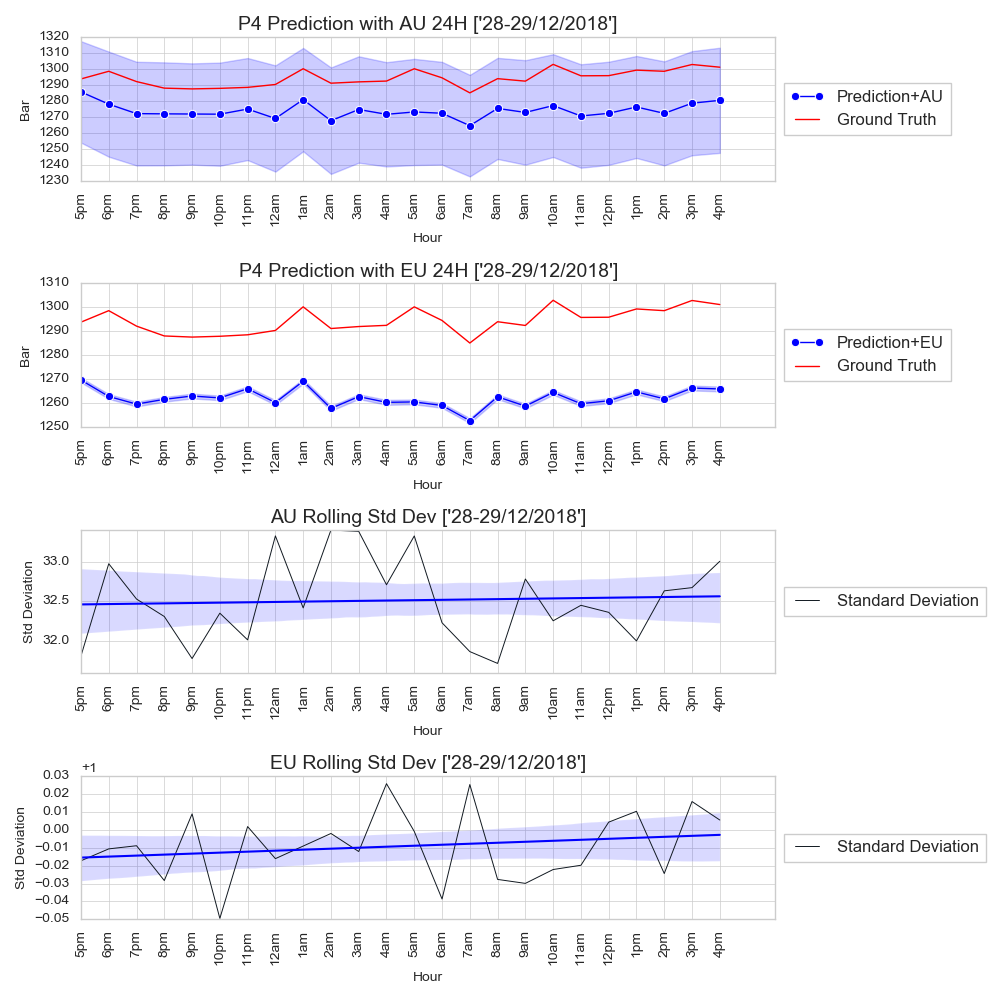 P4 Prediction with AU 24H ['28-29/12/2018']
1320
1310
1300
1290
1280
1270
1260
1250
1240
1230
Bar
5pm 6pm 7pm 8pm 9pm 10pm 11pm 12am 1am 2am 3am 4am 5am 6am 7am 8am 9am 10am 11am 12pm 1pm 2pm 3pm 4pm
Hour
Prediction+AU
Ground Truth
P4 Prediction with EU 24H ['28-29/12/2018']
1310
1300
1290
1280
1270
1260
1250
Bar
5pm 6pm 7pm 8pm 9pm 10pm 11pm 12am 1am 2am 3am 4am 5am 6am 7am 8am 9am 10am 11am 12pm 1pm 2pm 3pm 4pm
Hour
Prediction+EU
Ground Truth
AU Rolling Std Dev ['28-29/12/2018']
33.0
32.5
32.0
Std Deviation
5pm 6pm 7pm 8pm 9pm 10pm 11pm 12am 1am 2am 3am 4am 5am 6am 7am 8am 9am 10am 11am 12pm 1pm 2pm 3pm 4pm
Hour
Standard Deviation
EU Rolling Std Dev ['28-29/12/2018']
+1
0.03
0.02
0.01
0.00
−0.01
−0.02
−0.03
−0.04
−0.05
Std Deviation
5pm 6pm 7pm 8pm 9pm 10pm 11pm 12am 1am 2am 3am 4am 5am 6am 7am 8am 9am 10am 11am 12pm 1pm 2pm 3pm 4pm
Hour
Standard Deviation